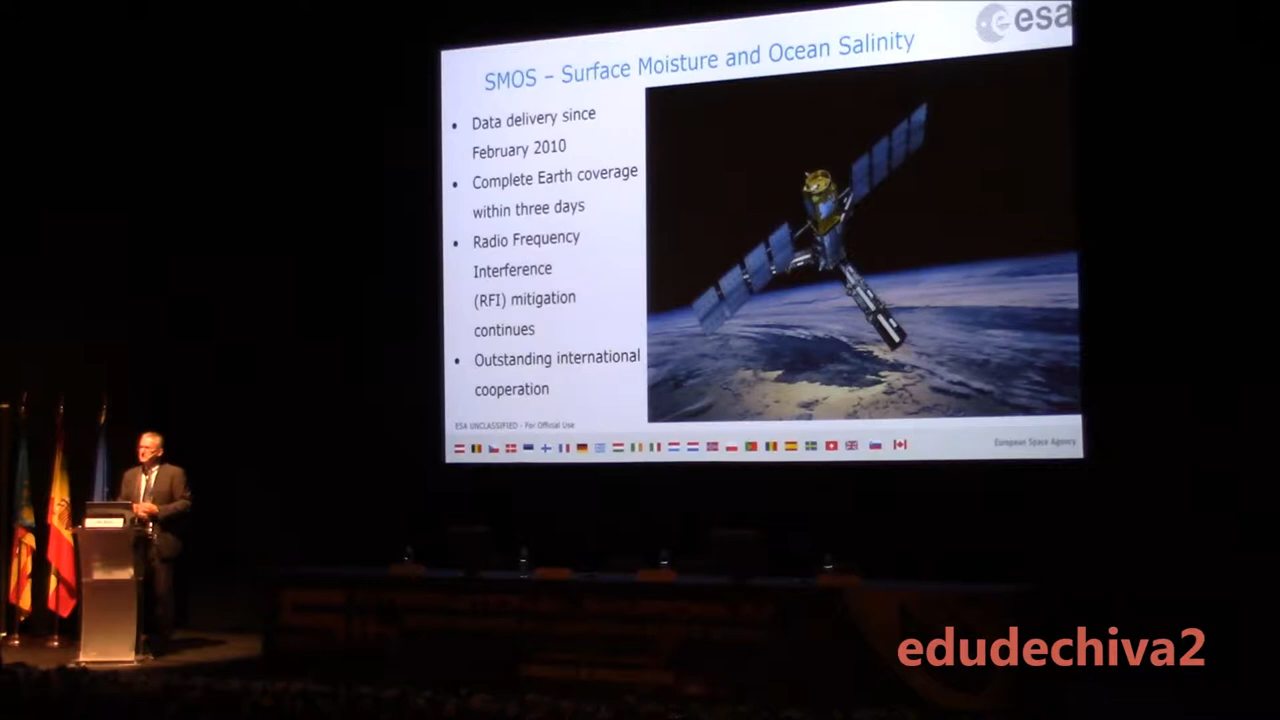 esa
SMOS – Surface Moisture and Ocean Salinity
• Data delivery since
February 2010
• Complete Earth coverage
within three days
• Radio Frequency
Interference
(RFI) mitigation
continues
• Outstanding international
cooperation
ESA UNCLASSIFIED - For Official Use
European Space Agency
edudechiva2